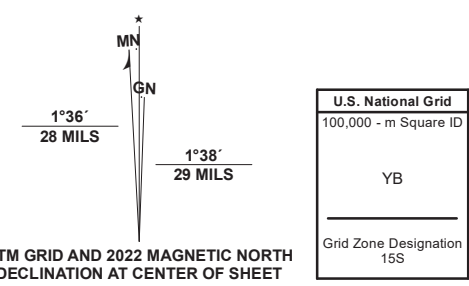 ★
MN
GN
1°36´
28 MILS
1°38´
29 MILS
TM GRID AND 2022 MAGNETIC NORTH
DECLINATION AT CENTER OF SHEET
U.S. National Grid
100,000 - m Square ID
YB
Grid Zone Designation
15S